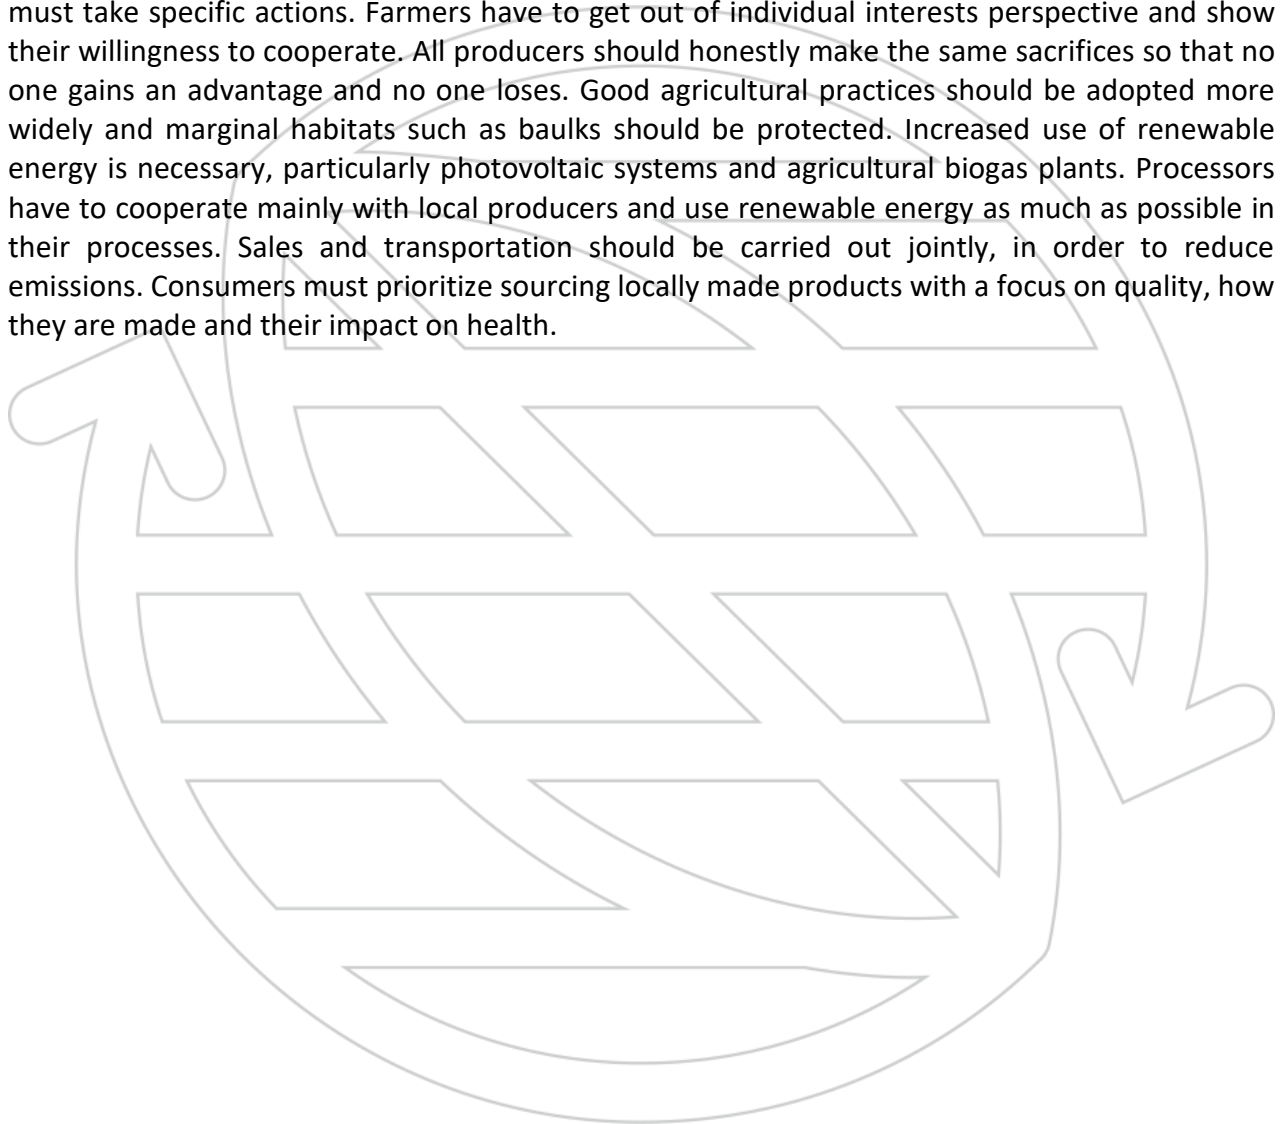 must take specific actions. Farmers have to get out of individual interests perspective and show
their willingness to cooperate. All producers should honestly make the same sacrifices so that no
one gains an advantage and no one loses. Good agricultural practices should be adopted more
widely and marginal habitats such as baulks should be protected. Increased use of renewable
energy is necessary, particularly photovoltaic systems and agricultural biogas plants. Processors
have to cooperate mainly with local producers and use renewable energy as much as possible in
their processes. Sales and transportation should be carried out jointly, in order to reduce
emissions. Consumers must prioritize sourcing locally made products with a focus on quality, how
they are made and their impact on health.